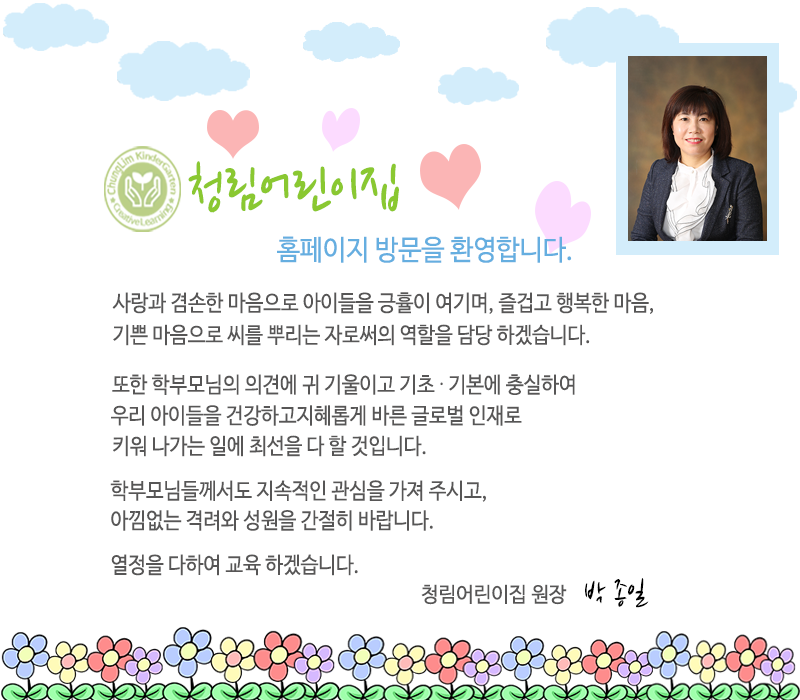 ChungLim KinderGarten
CreativeLearning
청림어린이집
홈페이지 방문을 환영합니다.
사랑과 겸손한 마음으로 아이들을 긍휼이 여기며, 즐겁고 행복한 마음,
기쁜 마음으로 씨를 뿌리는 자로써의 역할을 담당 하겠습니다.
또한 학부모님의 의견에 귀 기울이고 기초·기본에 충실하여
우리 아이들을 건강하고지혜롭게 바른 글로벌 인재로
키워 나가는 일에 최선을 다 할 것입니다.
학부모님들께서도 지속적인 관심을 가져 주시고,
아낌없는 격려와 성원을 간절히 바랍니다.
열정을 다하여 교육 하겠습니다.
청림어린이집 원장 박 종일